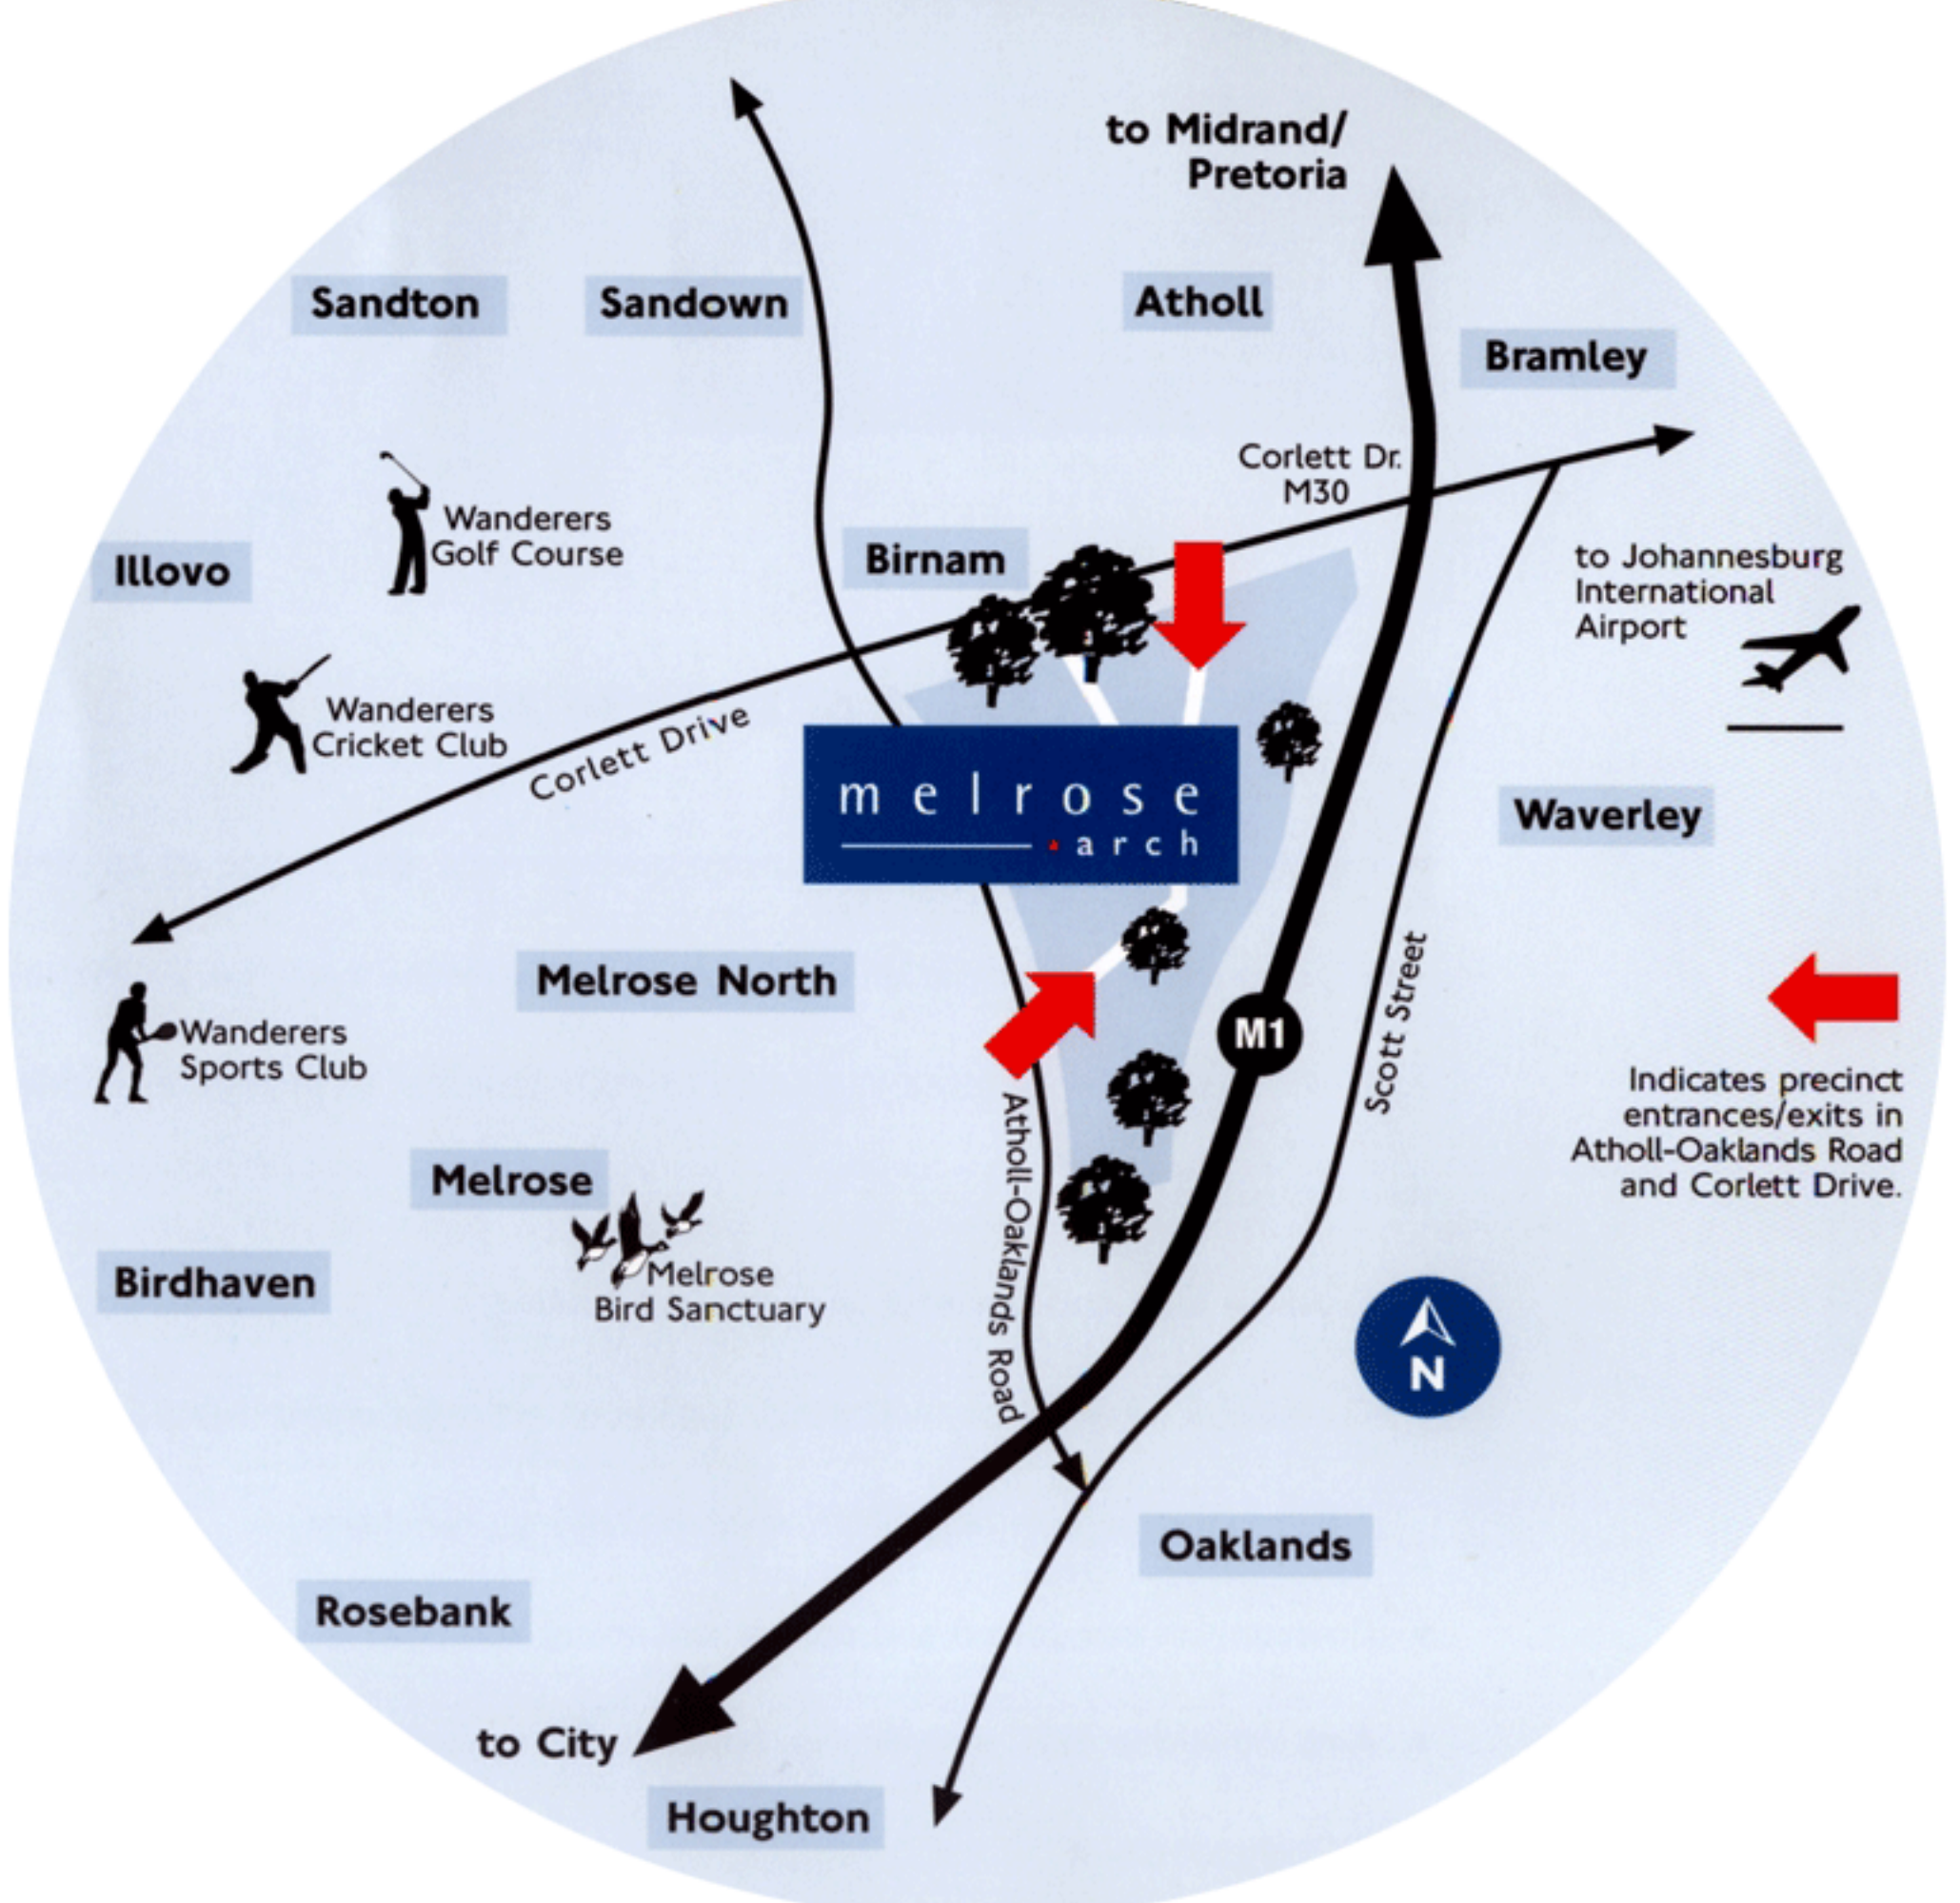 to Midrand/
Pretoria
Sandton
Sandown
Atholl
Bramley
Corlett Dr.
M30
Wanderers
Golf Course
Illovo
Birnam
to Johannesburg
International
Airport
Wanderers
Cricket Club
Corlett Drive
melrose
arch
Waverley
Melrose North
Wanderers
Sports Club
M1
Scott Street
Indicates precinct
entrances/exits in
Atholl-Oaklands Road
and Corlett Drive.
Atholl-Oaklands Road
Melrose
Birdhaven
Melrose
Bird Sanctuary
N
Oaklands
Rosebank
to City
Houghton